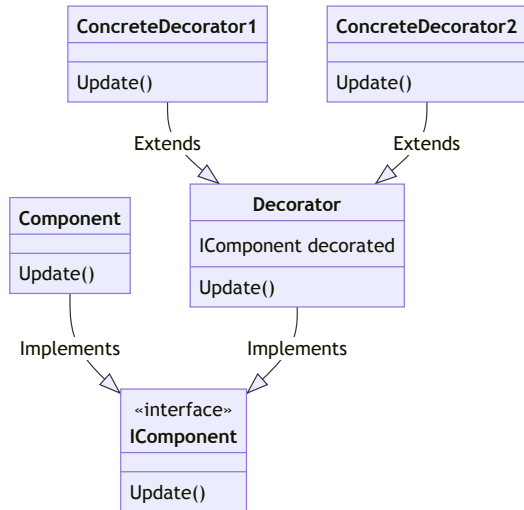 ConcreteDecorator1
Update()
ConcreteDecorator2
Update()
Extends
Extends
Component
Update()
Decorator
IComponent decorated
Update()
Implements
Implements
«interface»
IComponent
Update()